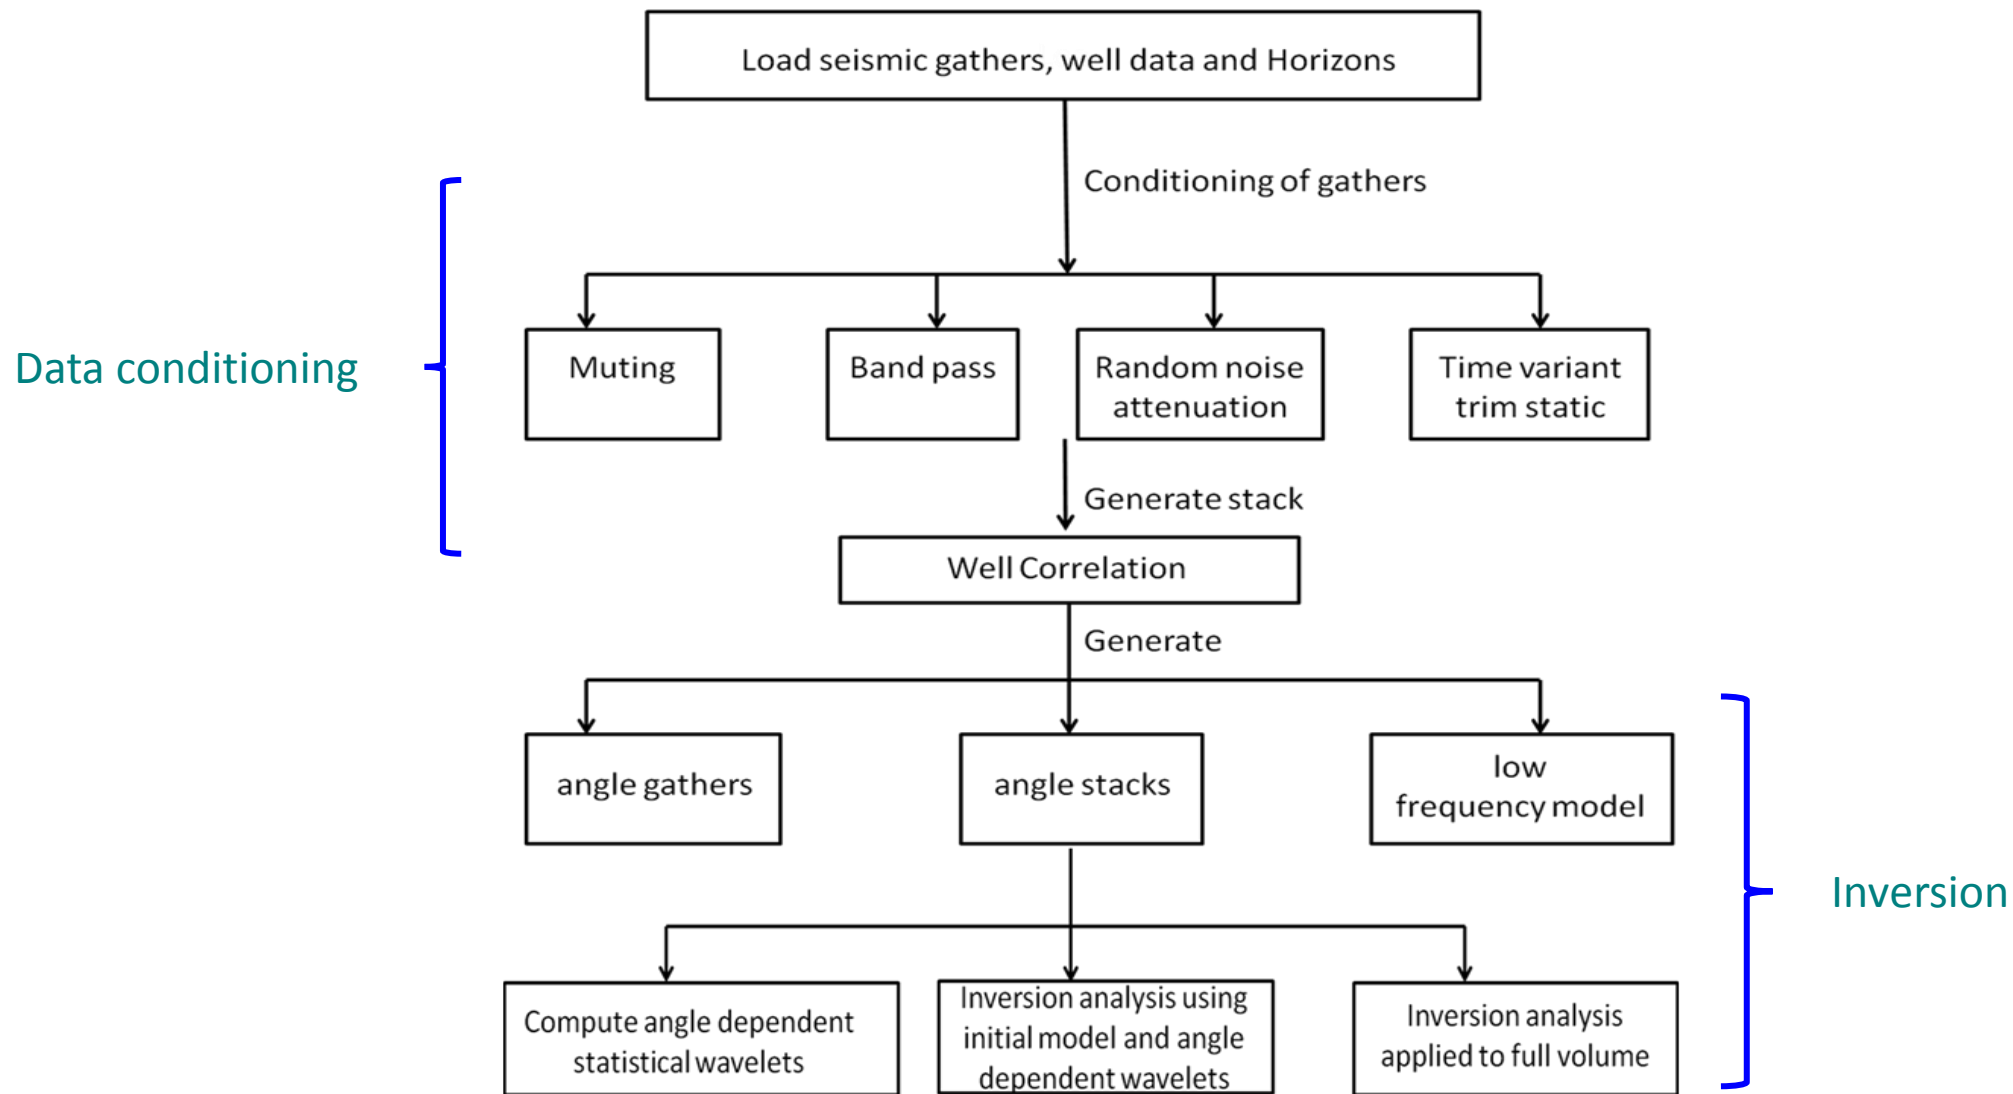 Load seismic gathers, well data and Horizons
Conditioning of gathers
Data conditioning
Muting
Band pass
Random noise
attenuation
Time variant
trim static
Generate stack
Well Correlation
Generate
angle gathers
angle stacks
low
frequency model
Inversion
Compute angle dependent
statistical wavelets
Inversion analysis using
initial model and angle
dependent wavelets
Inversion analysis
applied to full volume